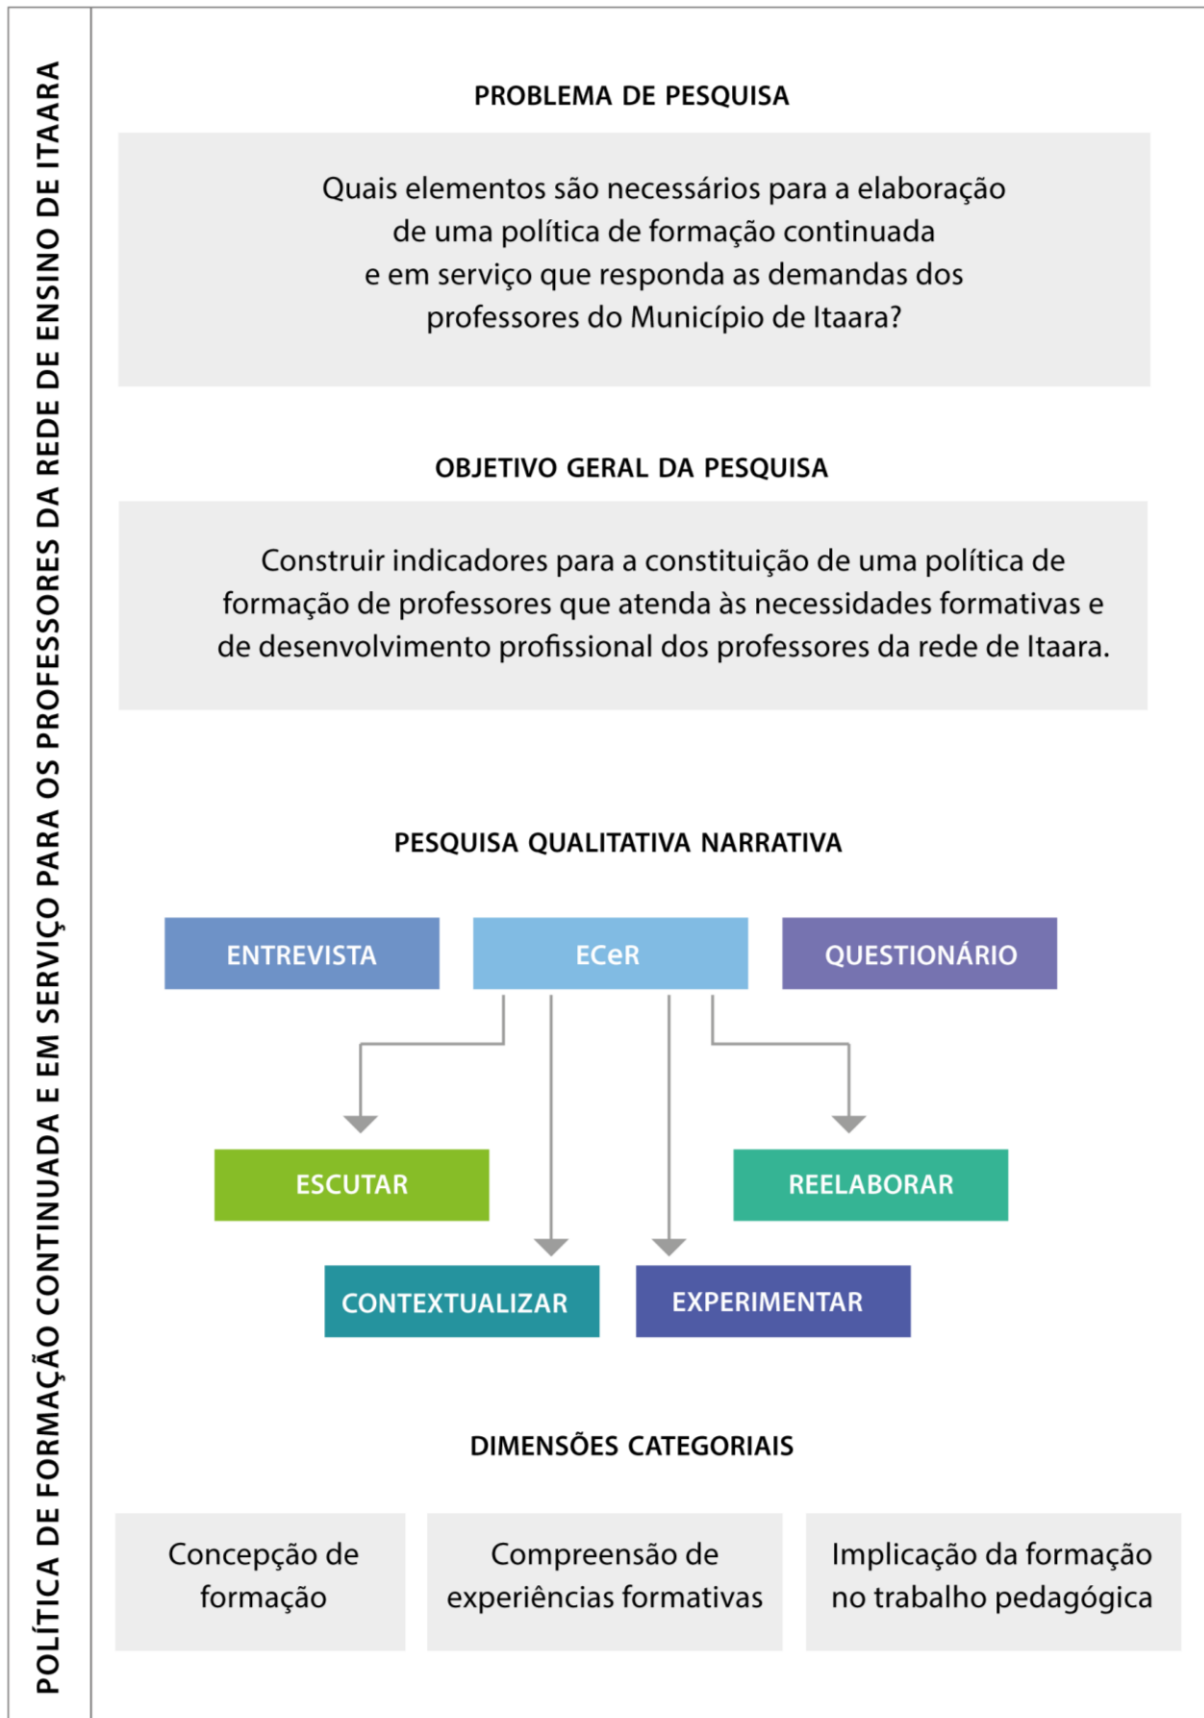 POLÍTICA DE FORMAÇÃO CONTINUADA E EM SERVIÇO PARA OS PROFESSORES DA REDE DE ENSINO DE ITAARA
PROBLEMA DE PESQUISA
Quais elementos são necessários para a elaboração
de uma política de formação continuada
e em serviço que responda as demandas dos
professores do Município de Itaara?
OBJETIVO GERAL DA PESQUISA
Construir indicadores para a constituição de uma política de
formação de professores que atenda às necessidades formativas e
de desenvolvimento profissional dos professores da rede de Itaara.
PESQUISA QUALITATIVA NARRATIVA
ENTREVISTA
ECeR
QUESTIONÁRIO
ESCUTAR
REELABORAR
CONTEXTUALIZAR
EXPERIMENTAR
DIMENSÕES CATEGORIAIS
Concepção de
formação
Compreensão de
experiências formativas
Implicação da formação
no trabalho pedagógica